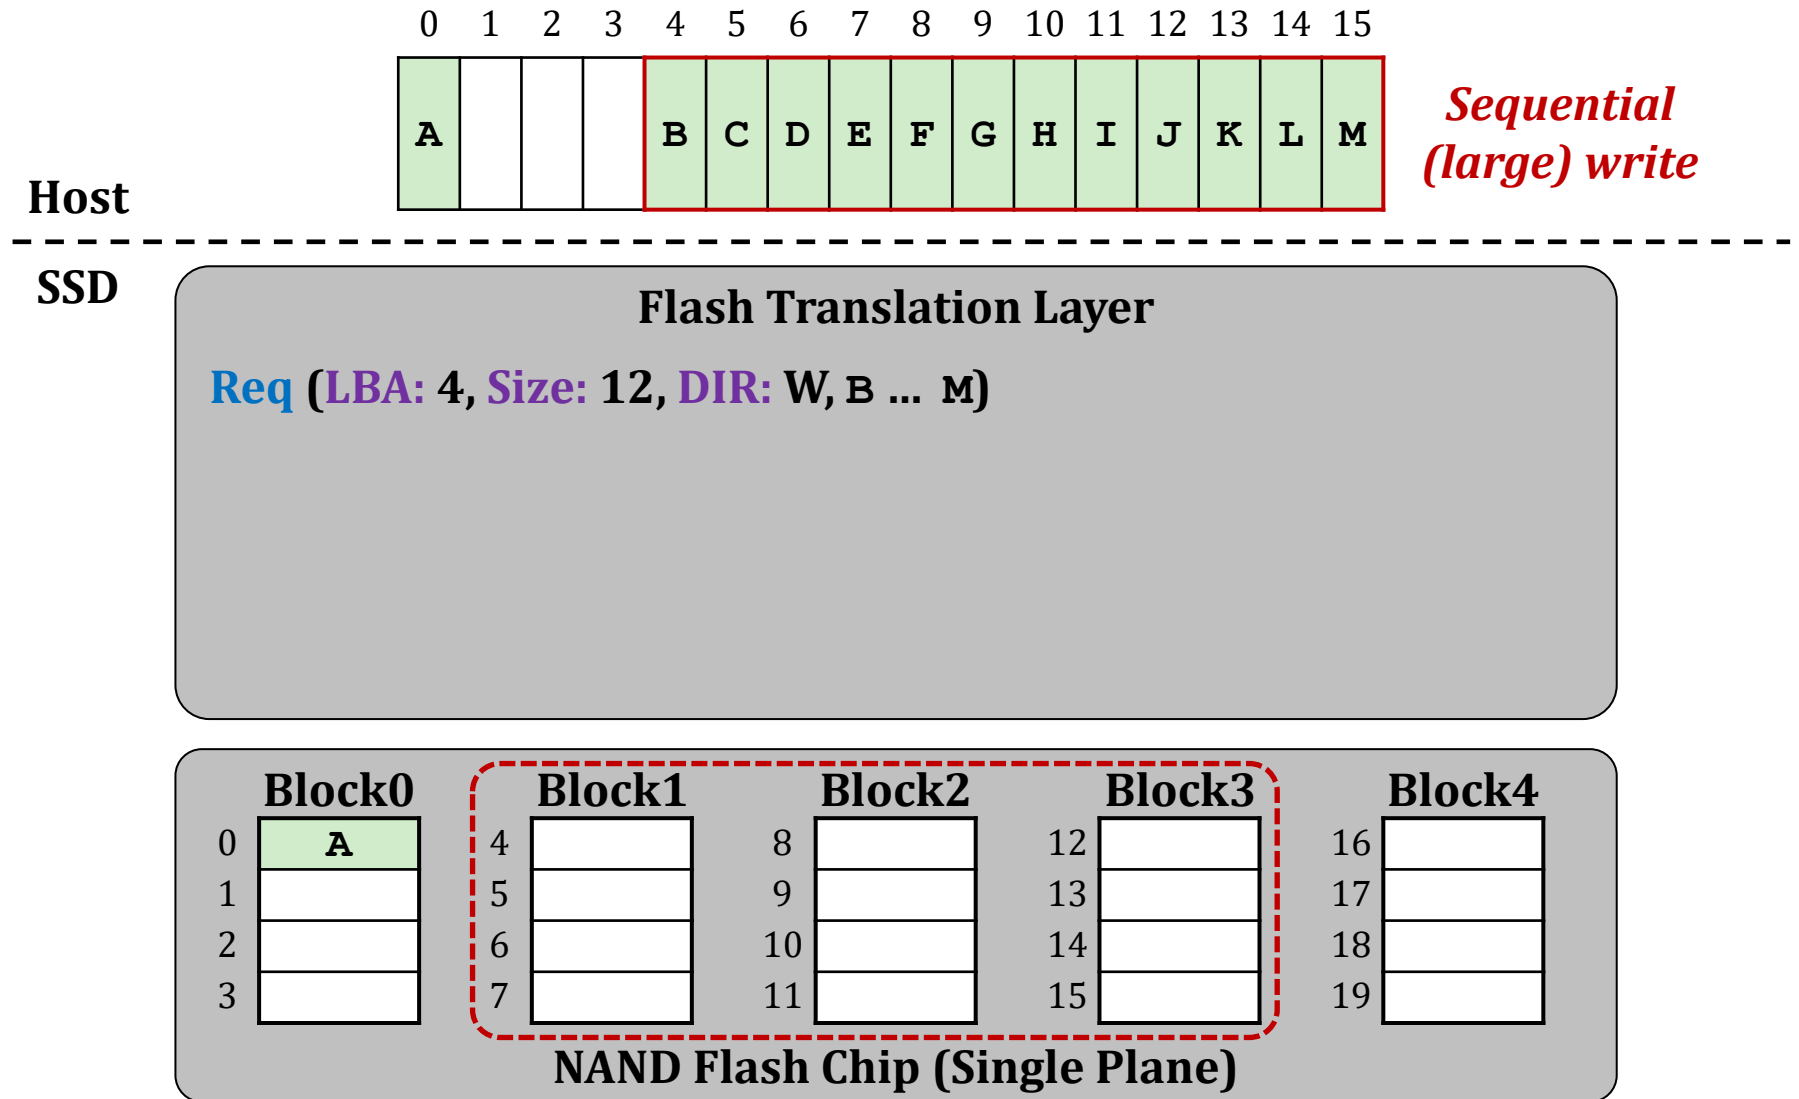 0 1 2 3 4 5 6 7 8 9 10 11 12 13 14 15
A B C D E F G H I J K L M
Sequential
(large) write
Host
SSD
Flash Translation Layer
Req (LBA: 4, Size: 12, DIR: W, B ... M)
Block0 Block1 Block2 Block3 Block4
0 A 4 8 12 16
1 5 9 13 17
2 6 10 14 18
3 7 11 15 19
NAND Flash Chip (Single Plane)